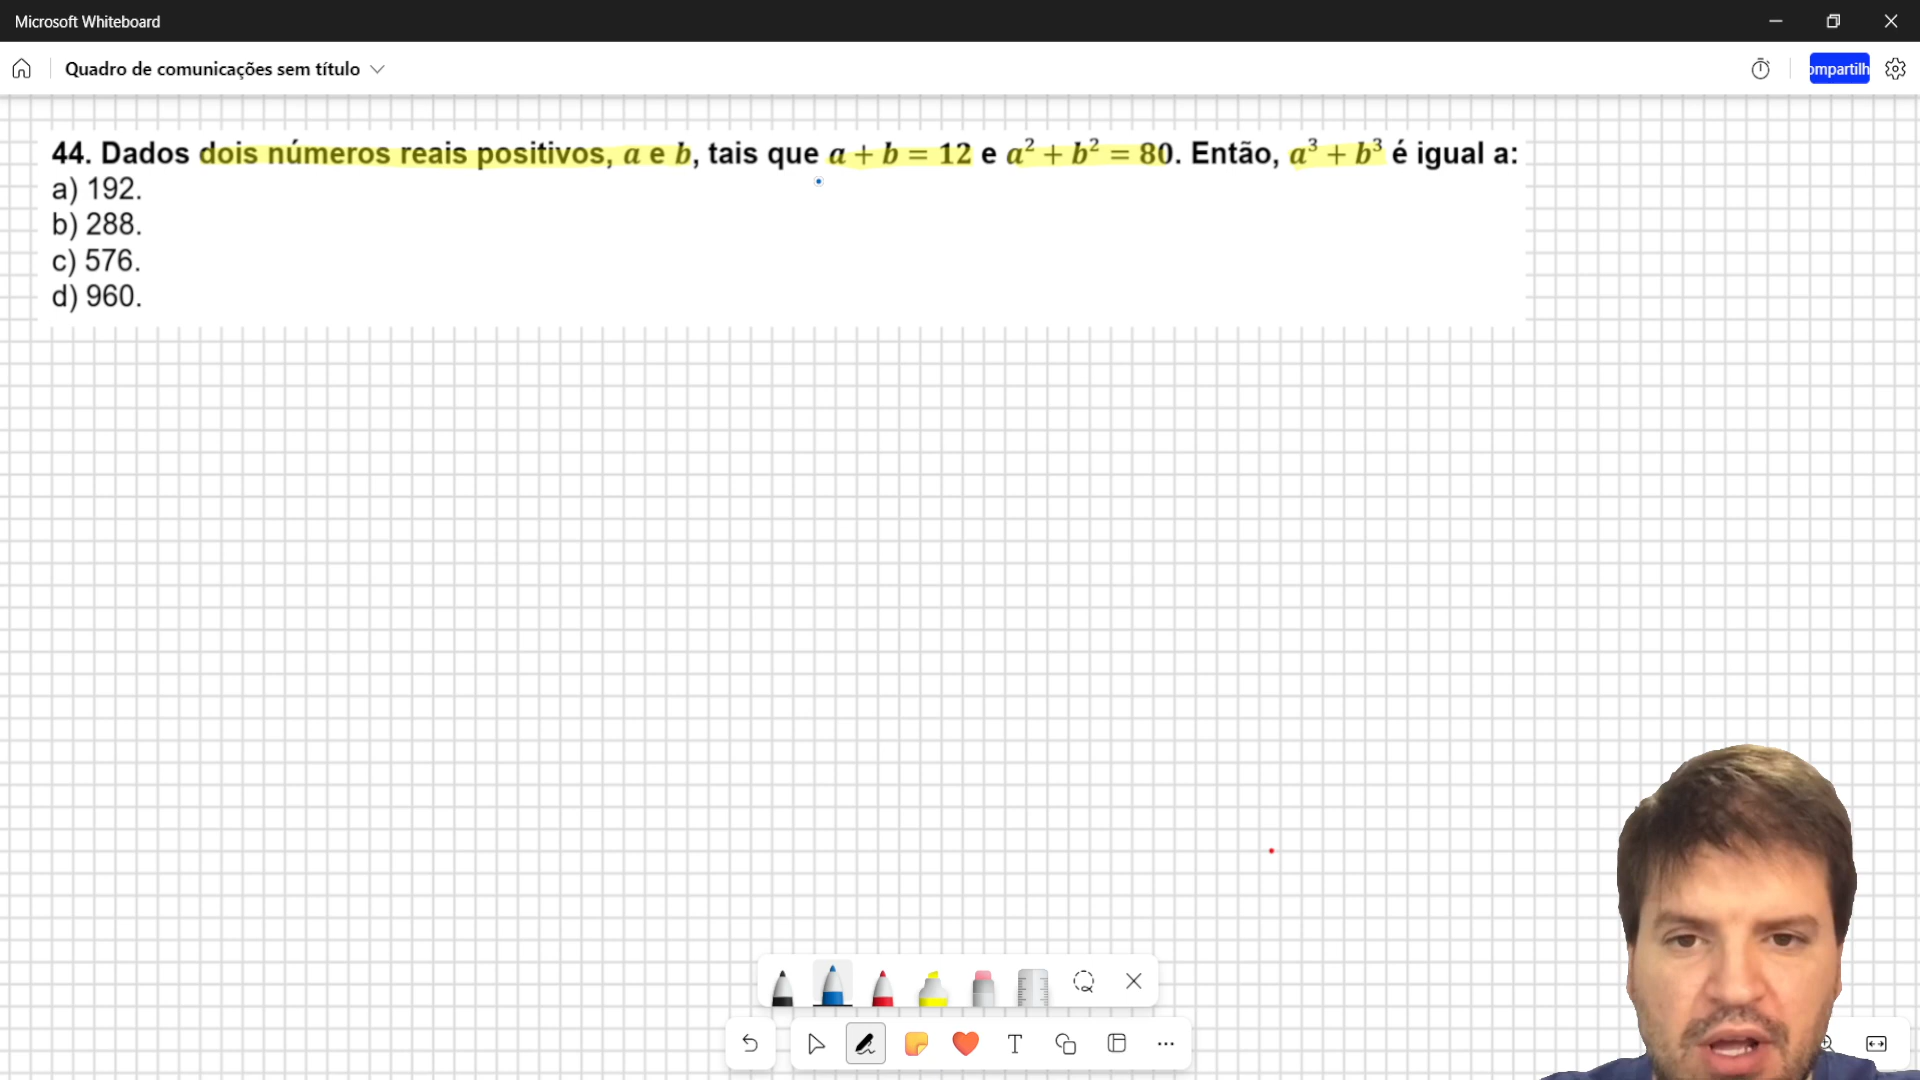 Microsoft Whiteboard
Quadro de comunicações sem título
ompartilh
44. Dados dois números reais positivos, a e b, tais que a + b = 12 e a² + b² = 80. Então, a³ + b³ é igual a:
a) 192.
b) 288.
c) 576.
d) 960.